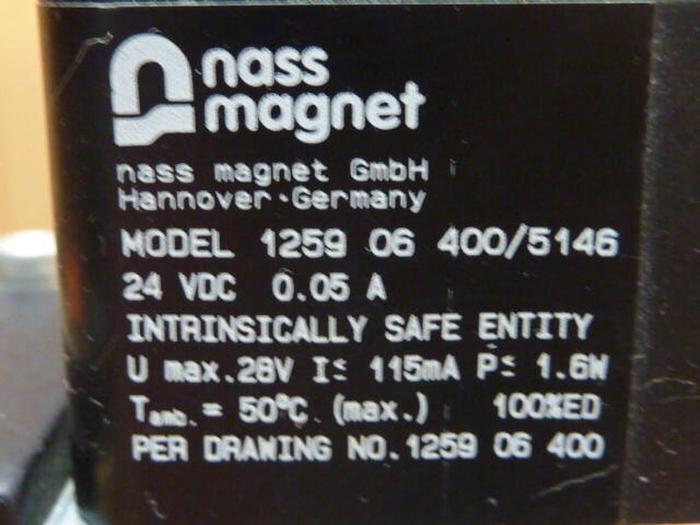 nass
magnet
nass magnet GmbH
Hannover·Germany
MODEL 1259 06 400/5146
24 VDC 0.05 A
INTRINSICALLY SAFE ENTITY
U max.28V I≤ 115mA P≤ 1.6W
Tamb. = 50°C (max.) 100%ED
PER DRAWING NO.1259 06 400